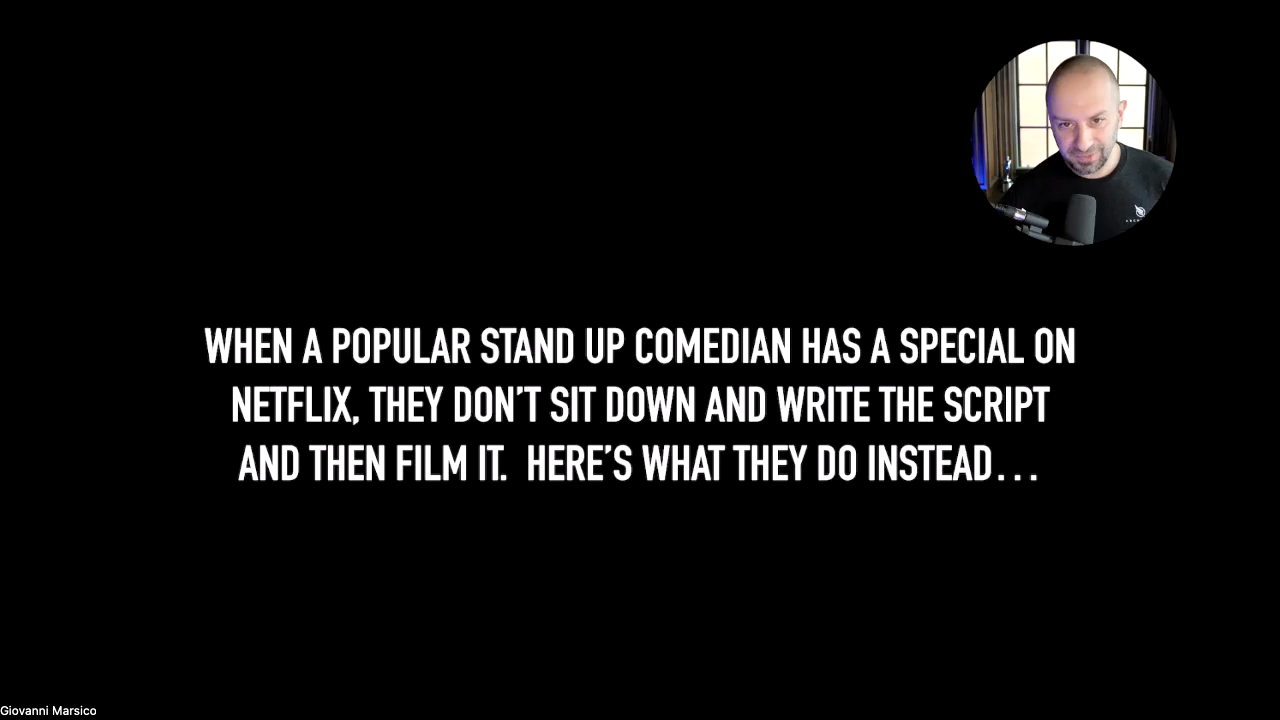 WHEN A POPULAR STAND UP COMEDIAN HAS A SPECIAL ON
NETFLIX, THEY DON’T SIT DOWN AND WRITE THE SCRIPT
AND THEN FILM IT.  HERE’S WHAT THEY DO INSTEAD...
Giovanni Marsico